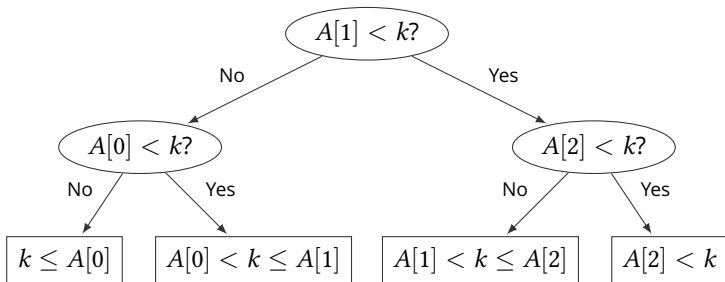 A[1] < k?
No
Yes
A[0] < k?
A[2] < k?
No
Yes
No
Yes
k ≤ A[0]
A[0] < k ≤ A[1]
A[1] < k ≤ A[2]
A[2] < k